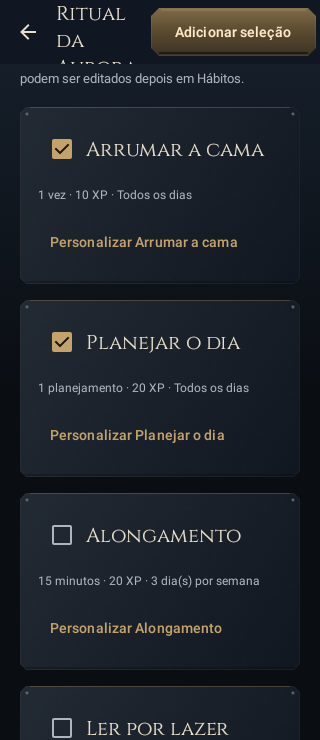 Ritual
da
Aurora
Adicionar seleção
podem ser editados depois em Hábitos.
Arrumar a cama
1 vez · 10 XP · Todos os dias
Personalizar Arrumar a cama
Planejar o dia
1 planejamento · 20 XP · Todos os dias
Personalizar Planejar o dia
Alongamento
15 minutos · 20 XP · 3 dia(s) por semana
Personalizar Alongamento
Ler por lazer